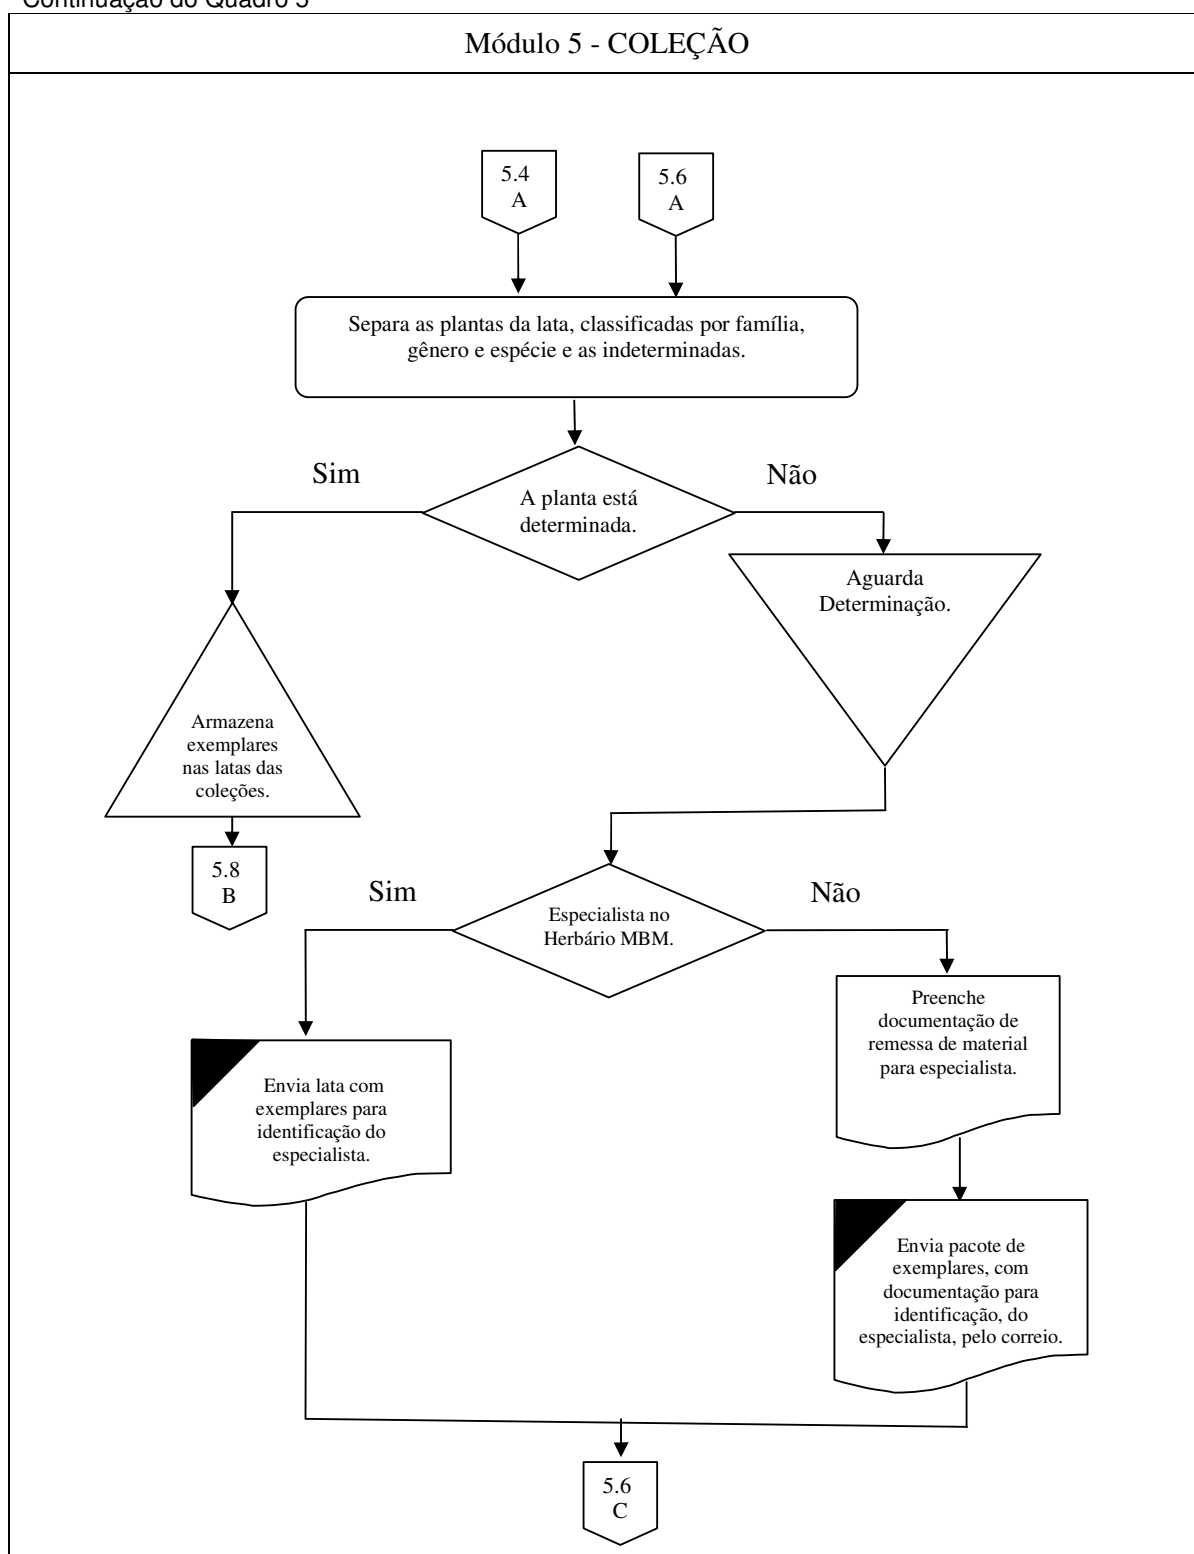 Continuação do Quadro 5
Módulo 5 - COLEÇÃO
5.4
A
5.6
A
Separa as plantas da lata, classificadas por família,
gênero e espécie e as indeterminadas.
Sim
Não
A planta está
determinada.
Aguarda
Determinação.
Armazena
exemplares
nas latas das
coleções.
5.8
B
Sim
Não
Especialista no
Herbário MBM.
Preenche
documentação de
remessa de material
para especialista.
Envia lata com
exemplares para
identificação do
especialista.
Envia pacote de
exemplares, com
documentação para
identificação, do
especialista, pelo correio.
5.6
C